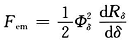 F_em = 1/2 Φ_δ^2 dR_δ/dδ